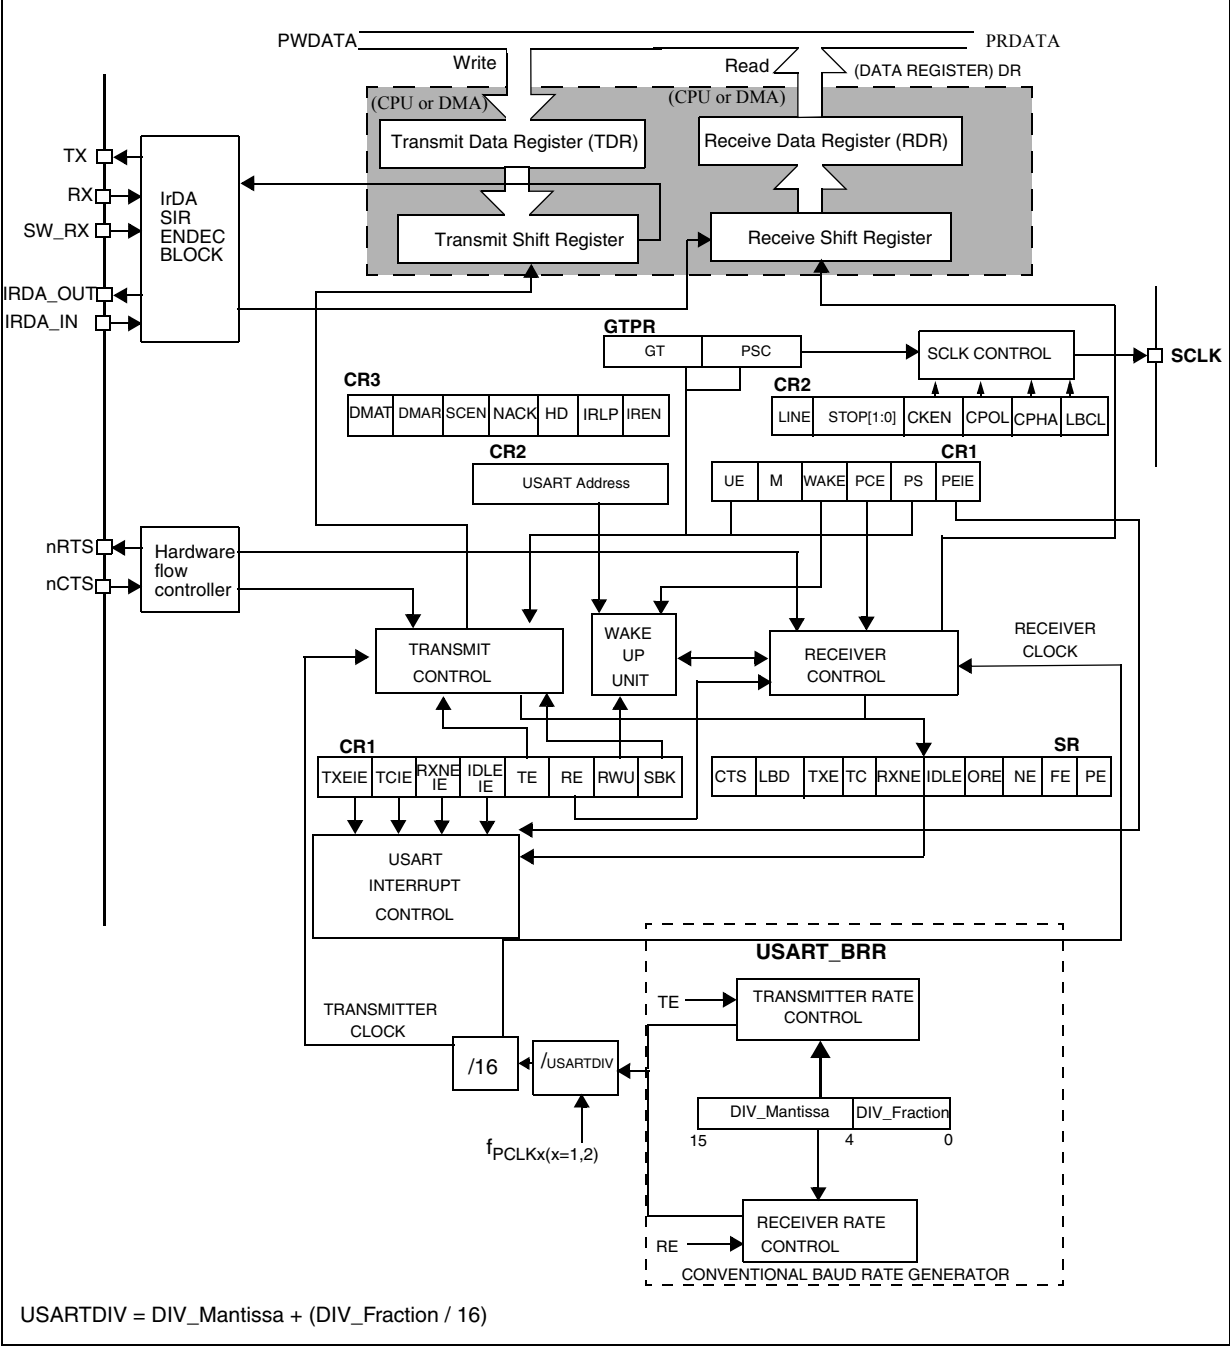 PWDATA
PRDATA
Write
Read
(DATA REGISTER) DR
(CPU or DMA)
(CPU or DMA)
Transmit Data Register (TDR)
Receive Data Register (RDR)
TX
RX
SW_RX
IRDA_OUT
IRDA_IN
IrDA
SIR
ENDEC
BLOCK
Transmit Shift Register
Receive Shift Register
GTPR
GT
PSC
SCLK CONTROL
SCLK
CR3
DMAT
DMAR
SCEN
NACK
HD
IRLP
IREN
CR2
LINE
STOP[1:0]
CKEN
CPOL
CPHA
LBCL
CR2
USART Address
CR1
UE
M
WAKE
PCE
PS
PEIE
nRTS
nCTS
Hardware
flow
controller
TRANSMIT
CONTROL
WAKE
UP
UNIT
RECEIVER
CONTROL
RECEIVER
CLOCK
CR1
TXEIE
TCIE
RXNE
IE
IDLE
IE
TE
RE
RWU
SBK
SR
CTS
LBD
TXE
TC
RXNE
IDLE
ORE
NE
FE
PE
USART
INTERRUPT
CONTROL
USART_BRR
TE
TRANSMITTER RATE
CONTROL
TRANSMITTER
CLOCK
/16
/USARTDIV
fPCLKx(x=1,2)
DIV_Mantissa
DIV_Fraction
15
4
0
RE
RECEIVER RATE
CONTROL
CONVENTIONAL BAUD RATE GENERATOR
USARTDIV = DIV_Mantissa + (DIV_Fraction / 16)